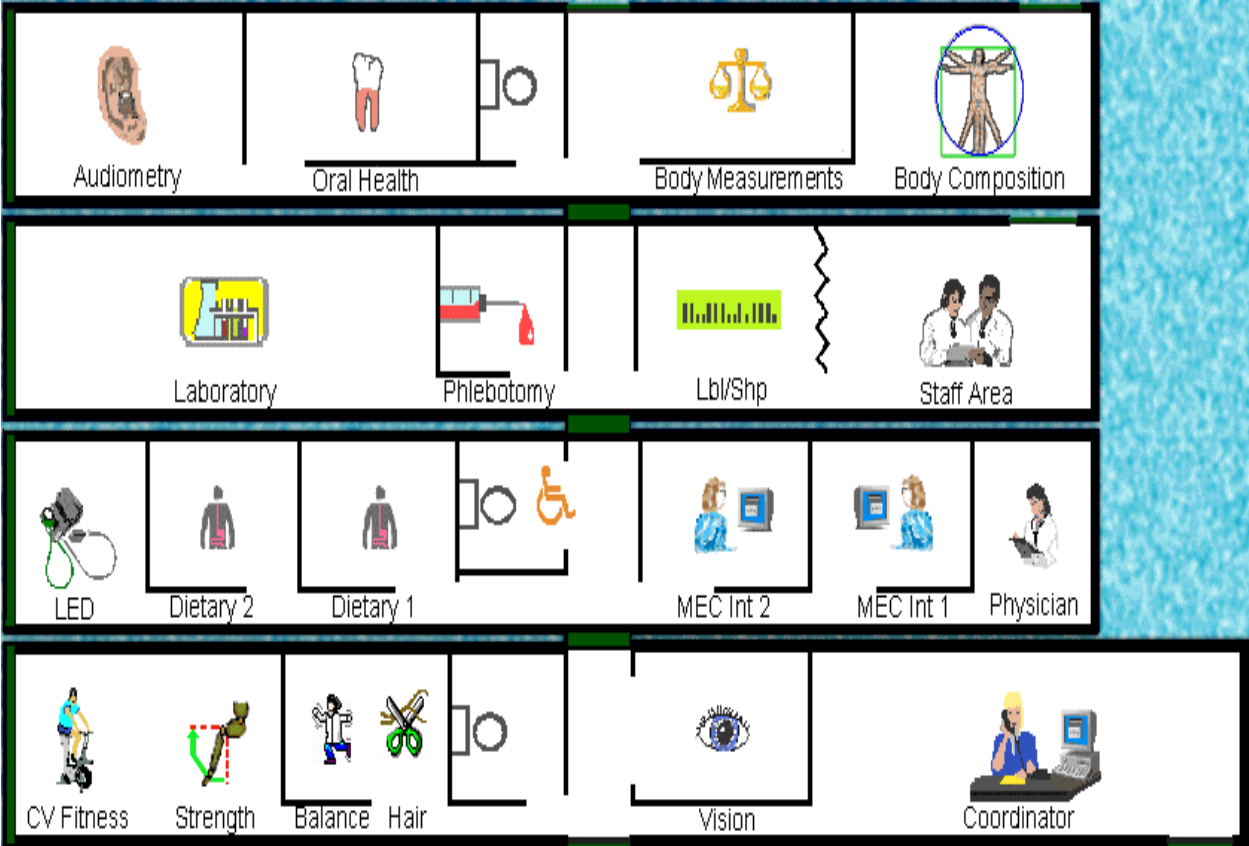 Audiometry
Oral Health
Body Measurements
Body Composition
Laboratory
Phlebotomy
Lbl/Shp
Staff Area
LED
Dietary 2
Dietary 1
MEC Int 2
MEC Int 1
Physician
CV Fitness
Strength
Balance
Hair
Vision
Coordinator